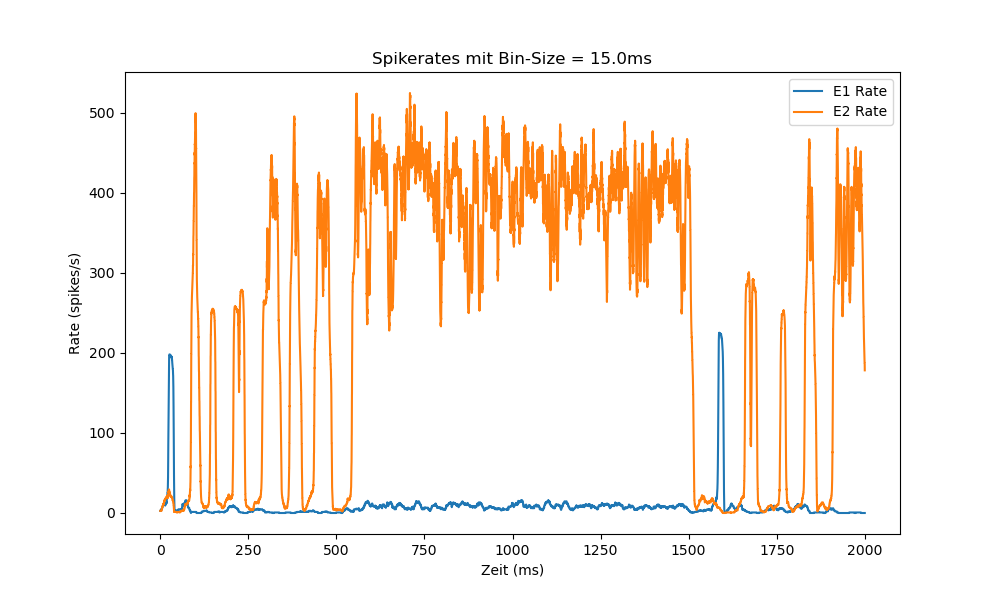 Spikerates mit Bin-Size = 15.0ms
E1 Rate
E2 Rate
500
400
300
200
100
0
Rate (spikes/s)
0 250 500 750 1000 1250 1500 1750 2000
Zeit (ms)